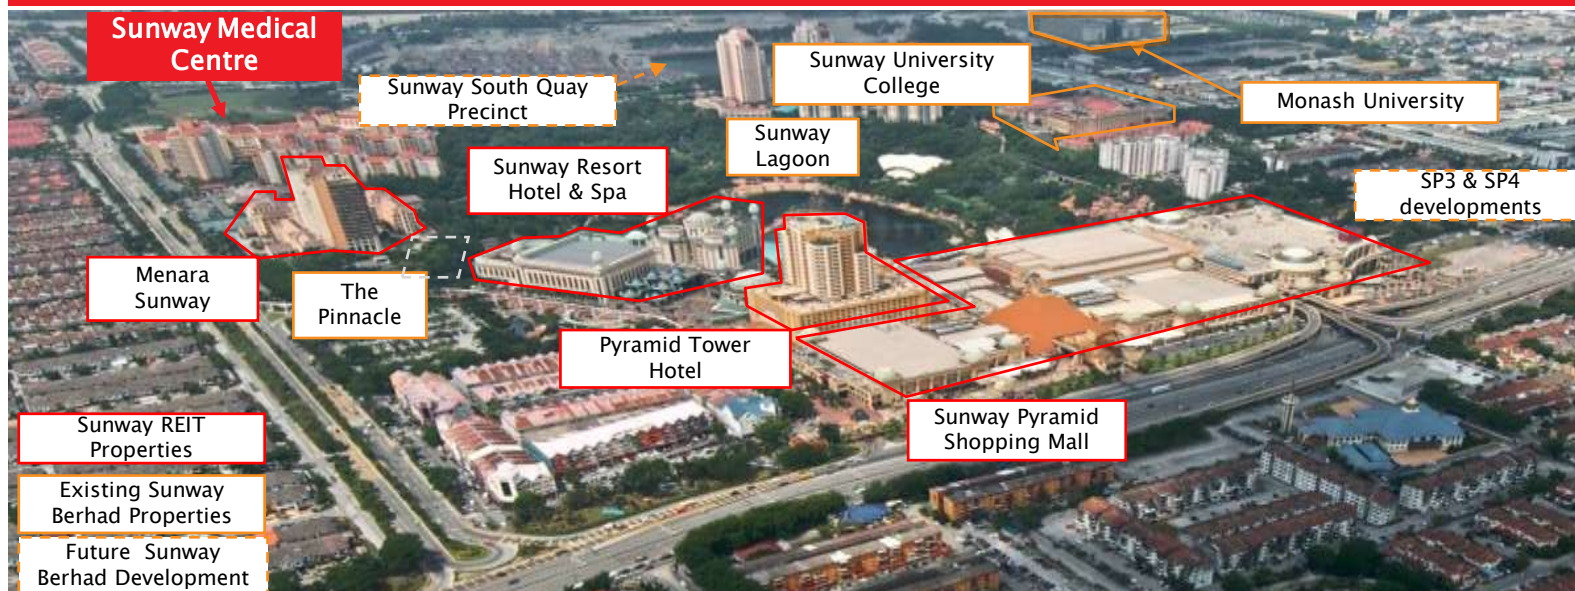 Sunway Medical
Centre
Sunway South Quay
Precinct
Sunway University
College
Monash University
Sunway
Lagoon
Sunway Resort
Hotel & Spa
SP3 & SP4
developments
Menara
Sunway
The
Pinnacle
Pyramid Tower
Hotel
Sunway Pyramid
Shopping Mall
Sunway REIT
Properties
Existing Sunway
Berhad Properties
Future Sunway
Berhad Development